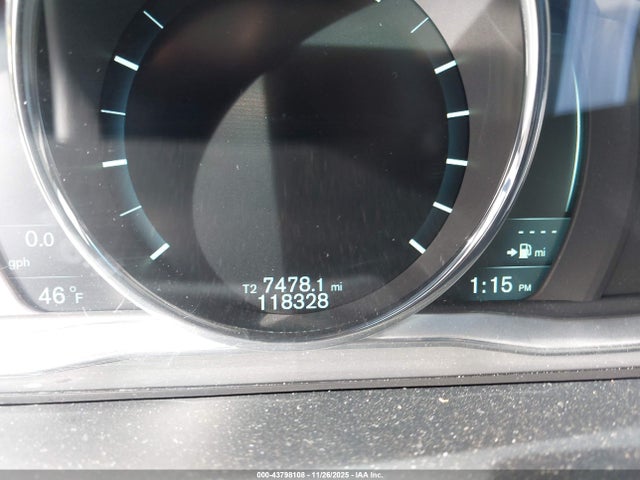 0.0
gph
46 °F
T2 7478.1 mi
118328
----
mi
1:15 PM
000-43798108 | 11/26/2025 | IAA Inc.